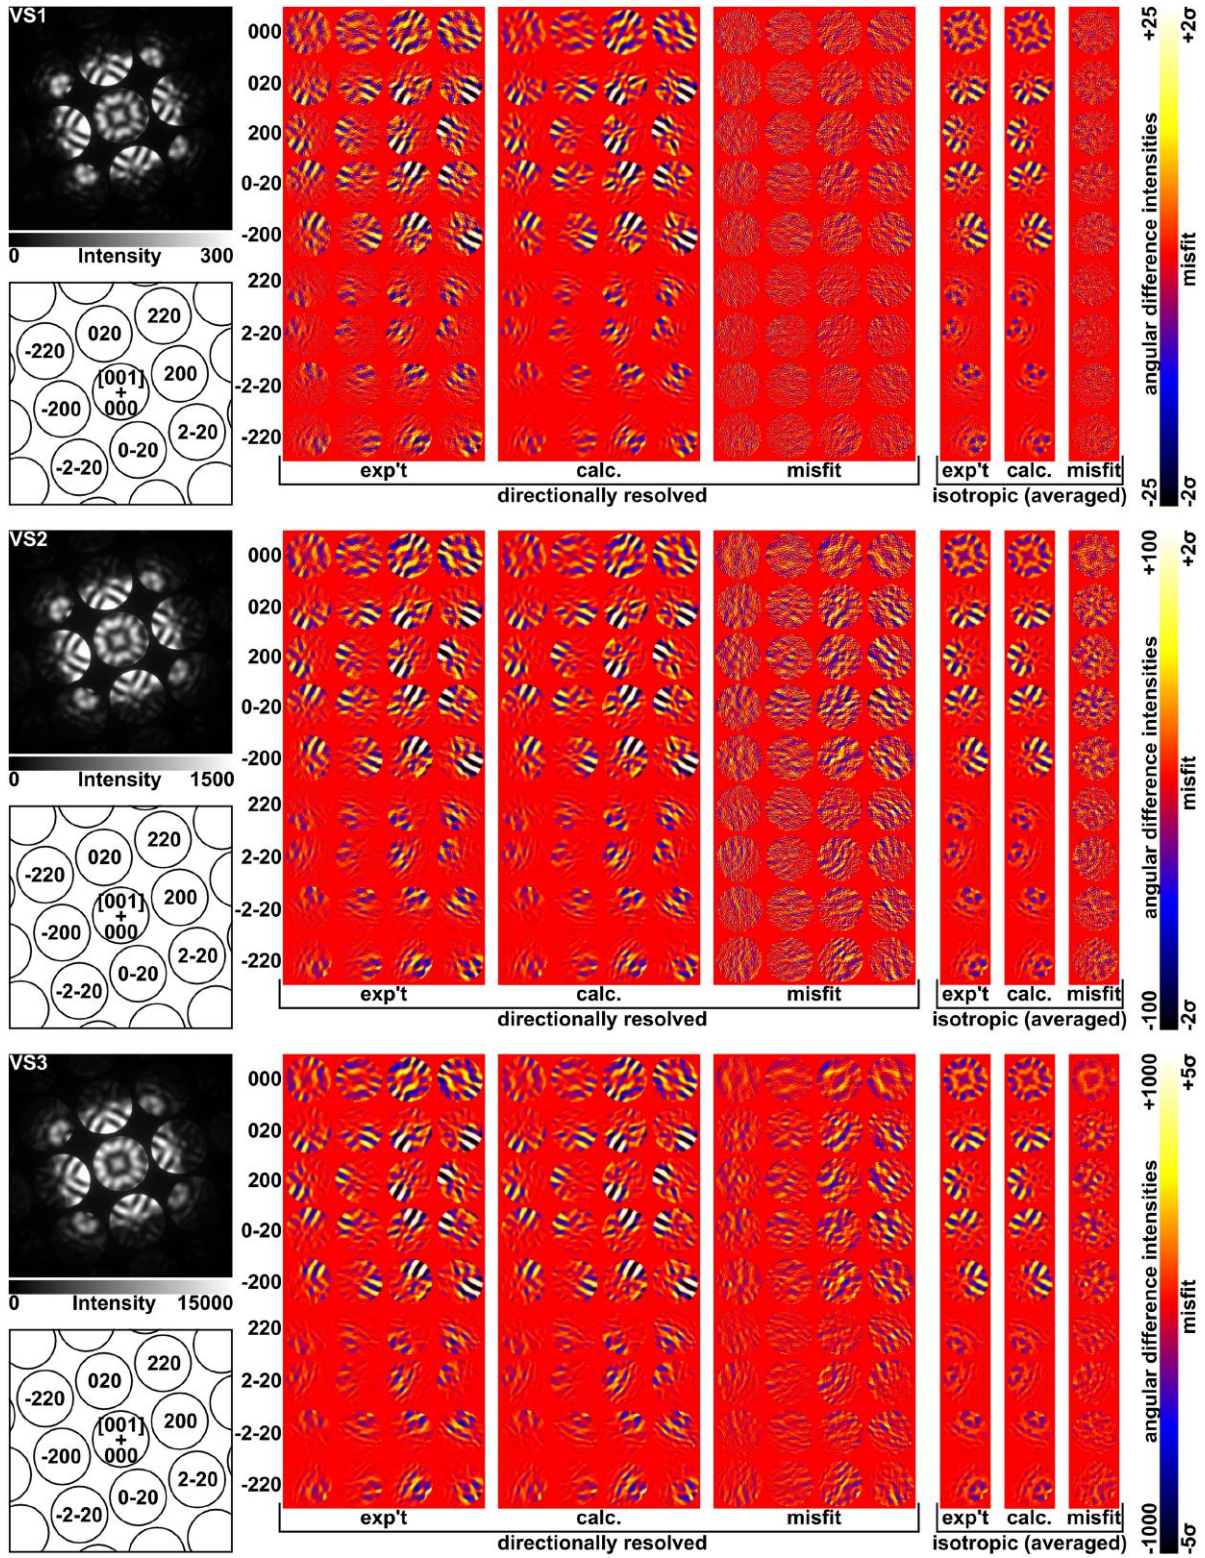 VS1
0 Intensity 300
220
020
-220
[001]
+
000
200
-200
2-20
0-20
-2-20
000
020
200
0-20
-200
220
2-20
-2-20
-220
exp't calc. misfit
directionally resolved
exp't calc. misfit
isotropic (averaged)
-25 angular difference intensities +25
-2σ misfit +2σ
VS2
0 Intensity 1500
220
020
-220
[001]
+
000
200
-200
2-20
0-20
-2-20
000
020
200
0-20
-200
220
2-20
-2-20
-220
exp't calc. misfit
directionally resolved
exp't calc. misfit
isotropic (averaged)
-100 angular difference intensities +100
-2σ misfit +2σ
VS3
0 Intensity 15000
220
020
-220
[001]
+
000
200
-200
2-20
0-20
-2-20
000
020
200
0-20
-200
220
2-20
-2-20
-220
exp't calc. misfit
directionally resolved
exp't calc. misfit
isotropic (averaged)
-1000 angular difference intensities +1000
-5σ misfit +5σ